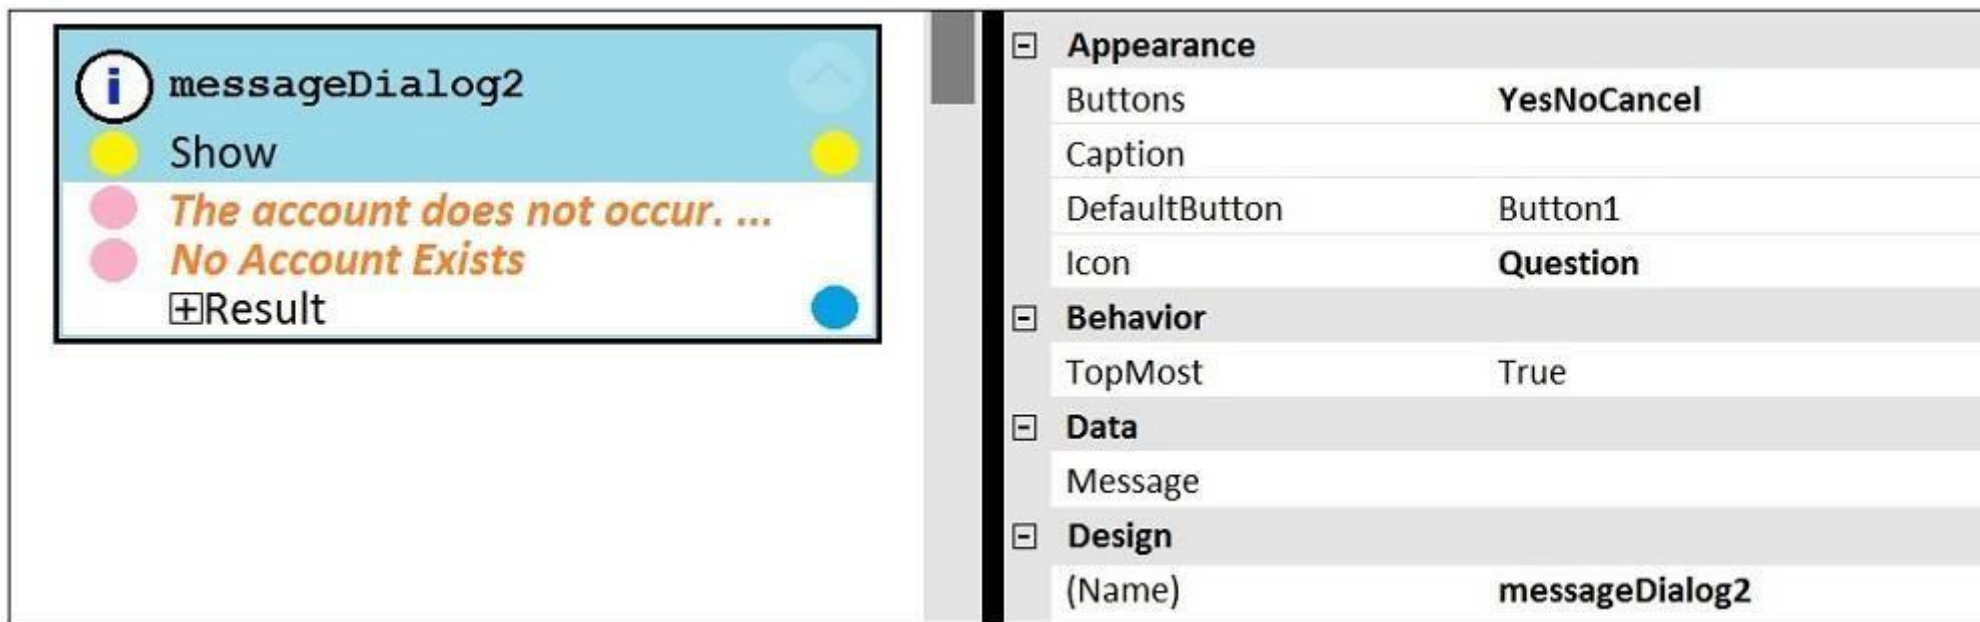 i messageDialog2
Show
The account does not occur. ...
No Account Exists
Result
Appearance
Buttons YesNoCancel
Caption
DefaultButton Button1
Icon Question
Behavior
TopMost True
Data
Message
Design
(Name) messageDialog2